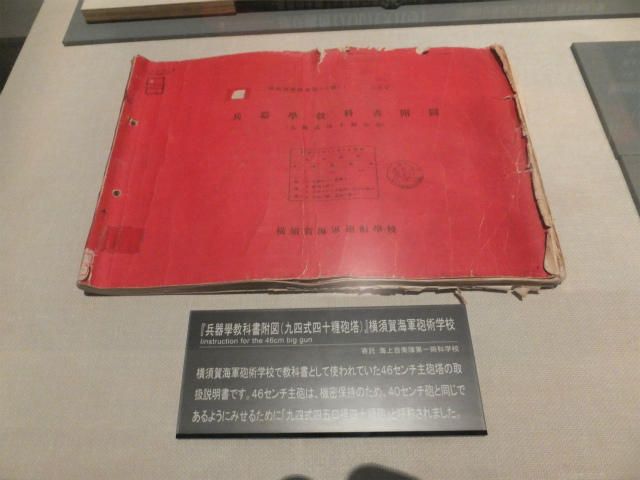 兵器學教科書附圖
横須賀海軍砲術學校
『兵器學教科書附図(九四式四十糎砲塔)』横須賀海軍砲術学校
Iinstruction for the 46cm big gun
寄託 海上自衛隊第一術科学校
横須賀海軍砲術学校で教科書として使われていた46センチ主砲塔の取
扱説明書です。46センチ主砲は、機密保持のため、40センチ砲と同じで
あるようにみせるために「九四式四五口径四十糎砲」と呼称されました。